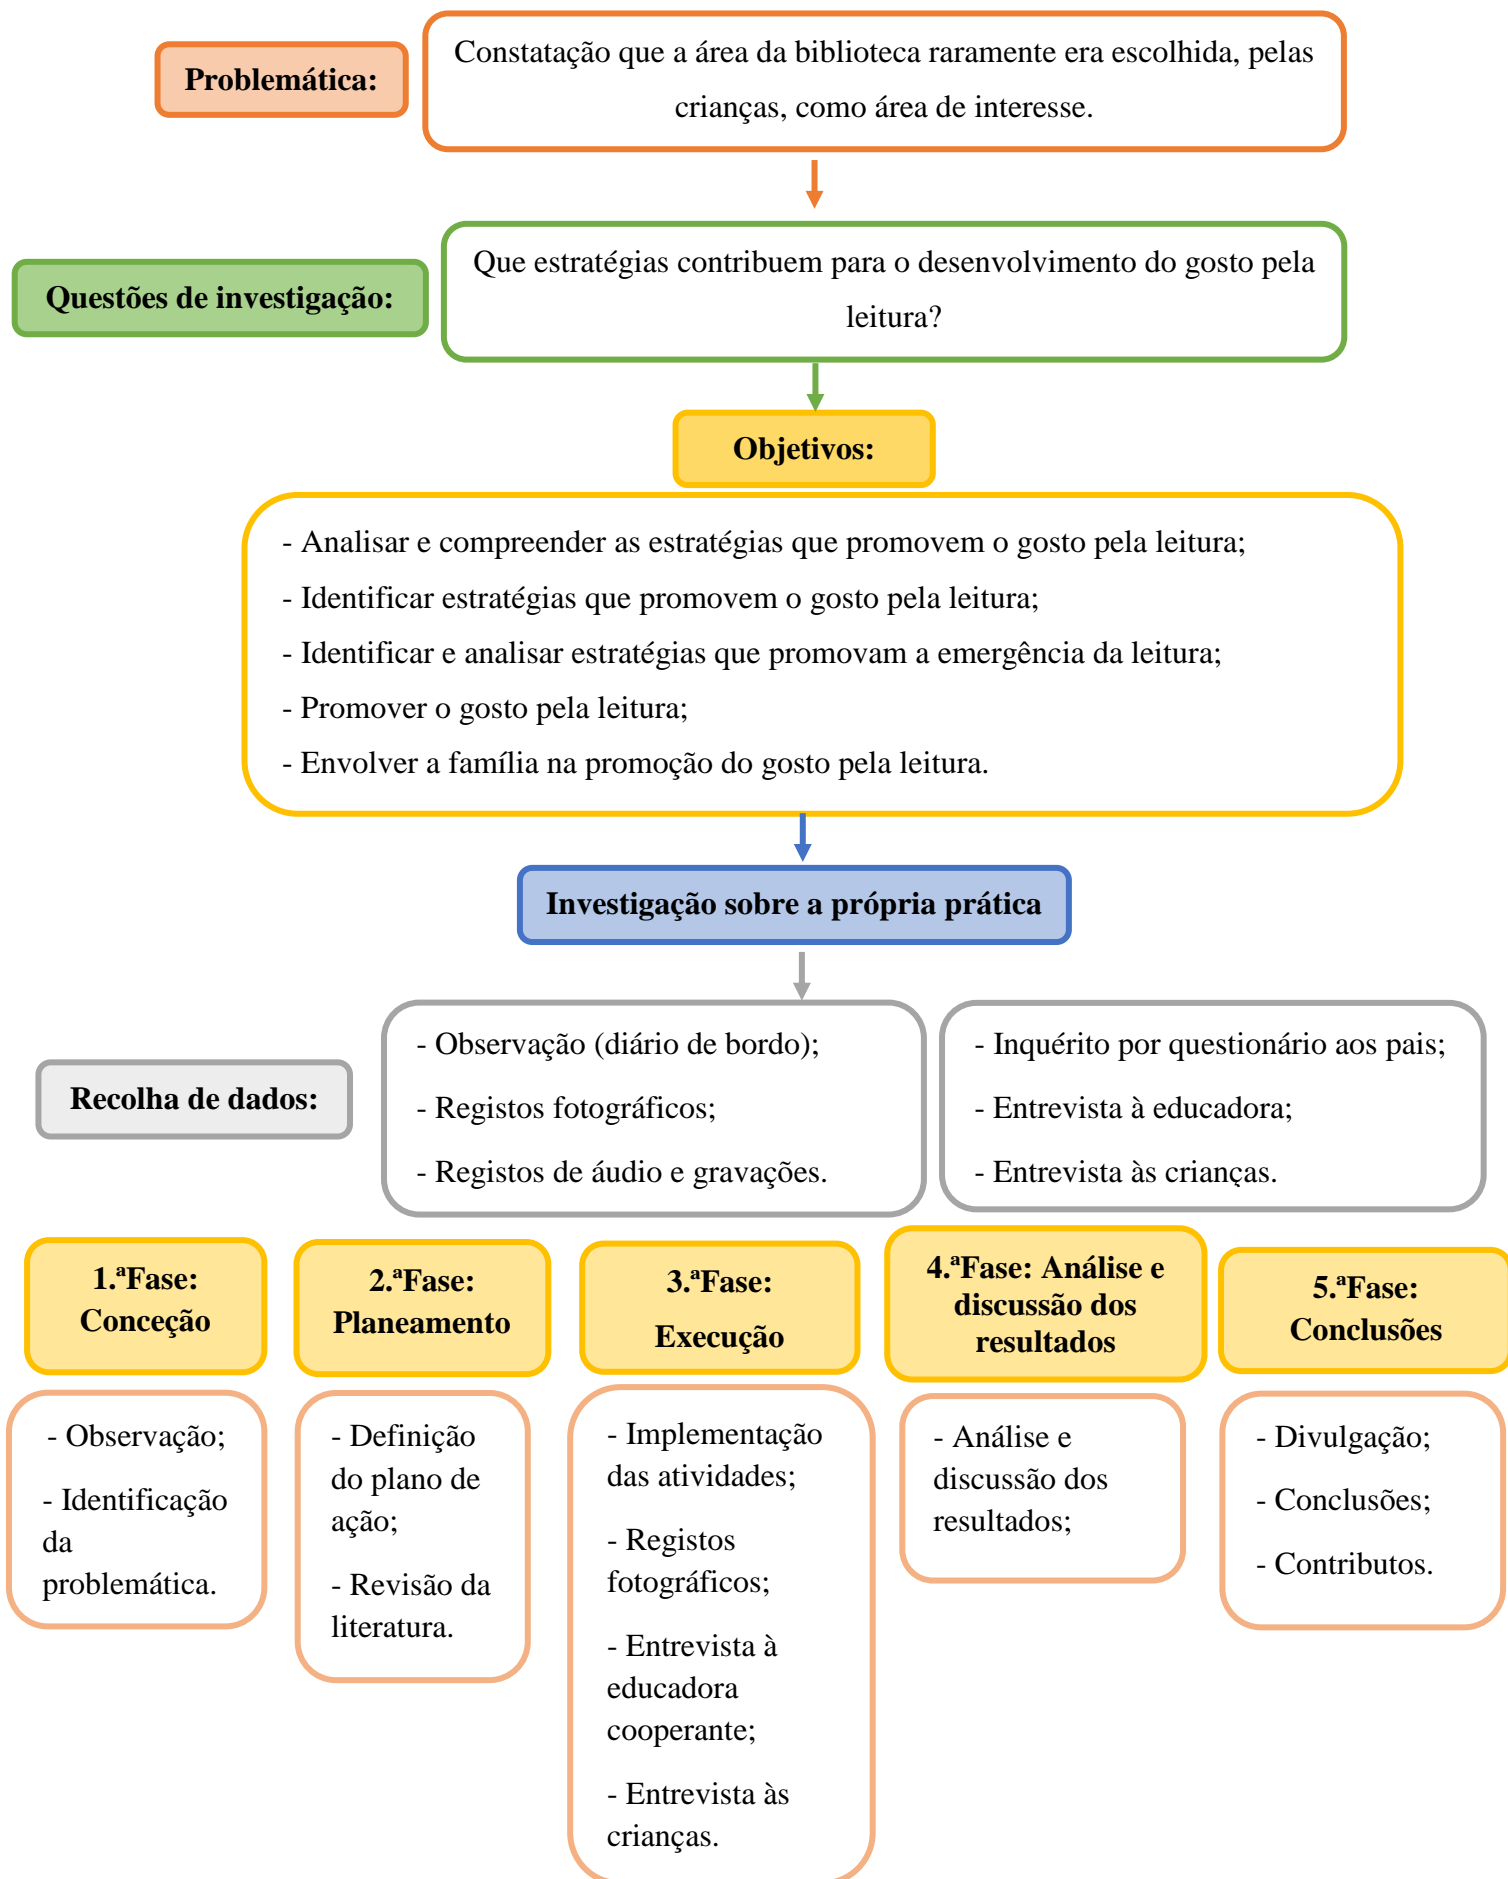 Problemática:
Constatação que a área da biblioteca raramente era escolhida, pelas
crianças, como área de interesse.
Questões de investigação:
Que estratégias contribuem para o desenvolvimento do gosto pela
leitura?
Objetivos:
- Analisar e compreender as estratégias que promovem o gosto pela leitura;
- Identificar estratégias que promovem o gosto pela leitura;
- Identificar e analisar estratégias que promovam a emergência da leitura;
- Promover o gosto pela leitura;
- Envolver a família na promoção do gosto pela leitura.
Investigação sobre a própria prática
Recolha de dados:
- Observação (diário de bordo);
- Registos fotográficos;
- Registos de áudio e gravações.
- Inquérito por questionário aos pais;
- Entrevista à educadora;
- Entrevista às crianças.
1.ªFase:
Conceção
- Observação;
- Identificação
da
problemática.
2.ªFase:
Planeamento
- Definição
do plano de
ação;
- Revisão da
literatura.
3.ªFase:
Execução
- Implementação
das atividades;
- Registos
fotográficos;
- Entrevista à
educadora
cooperante;
- Entrevista às
crianças.
4.ªFase: Análise e
discussão dos
resultados
- Análise e
discussão dos
resultados;
5.ªFase:
Conclusões
- Divulgação;
- Conclusões;
- Contributos.